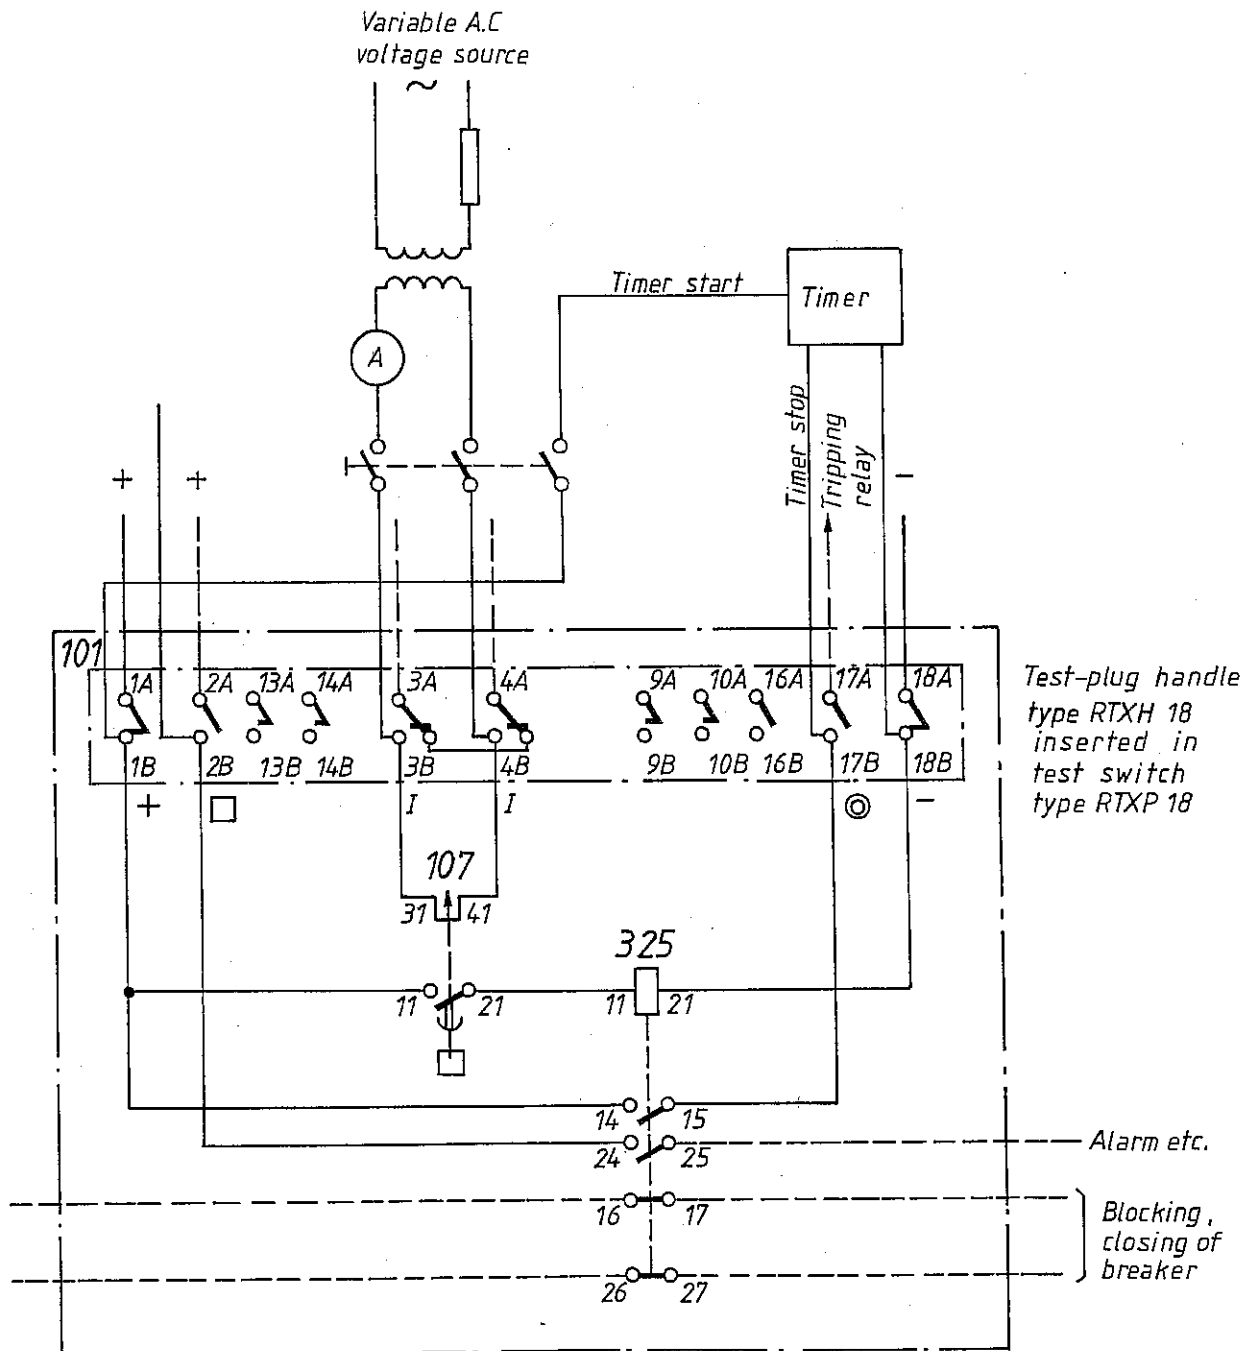 Variable A.C
voltage source
~
Timer start
Timer
A
Timer stop
Tripping
relay
+
+
-
101
1A 2A 13A 14A 3A 4A 9A 10A 16A 17A 18A
1B 2B 13B 14B 3B 4B 9B 10B 16B 17B 18B
Test-plug handle
type RTXH 18
inserted in
test switch
type RTXP 18
+ I I -
107
31 41
325
11 21 11 21
14 15
24 25
Alarm etc.
16 17
26 27
Blocking,
closing of
breaker